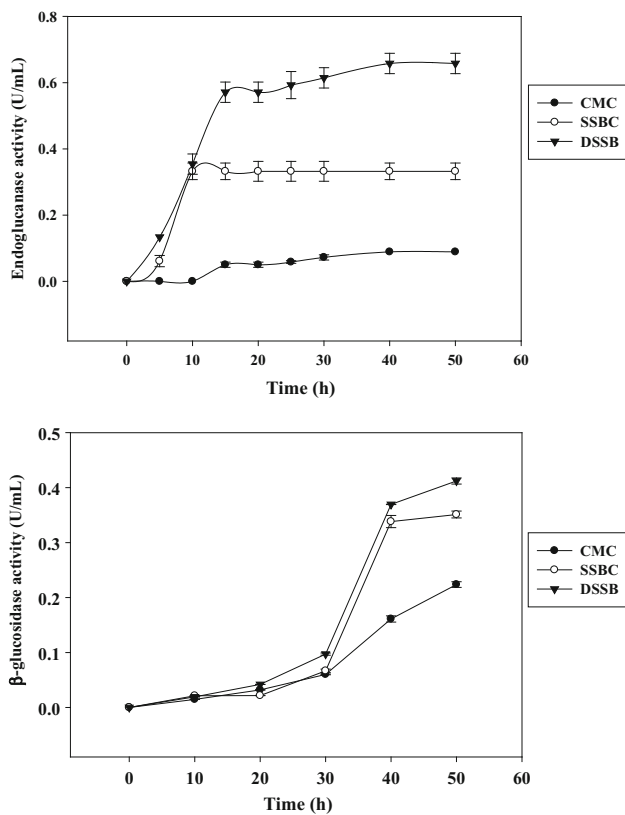 Endoglucanase activity (U/mL)
0.8
0.6
0.4
0.2
0.0
0 10 20 30 40 50 60
Time (h)
CMC
SSBC
DSSB
β-glucosidase activity (U/mL)
0.5
0.4
0.3
0.2
0.1
0.0
0 10 20 30 40 50 60
Time (h)
CMC
SSBC
DSSB